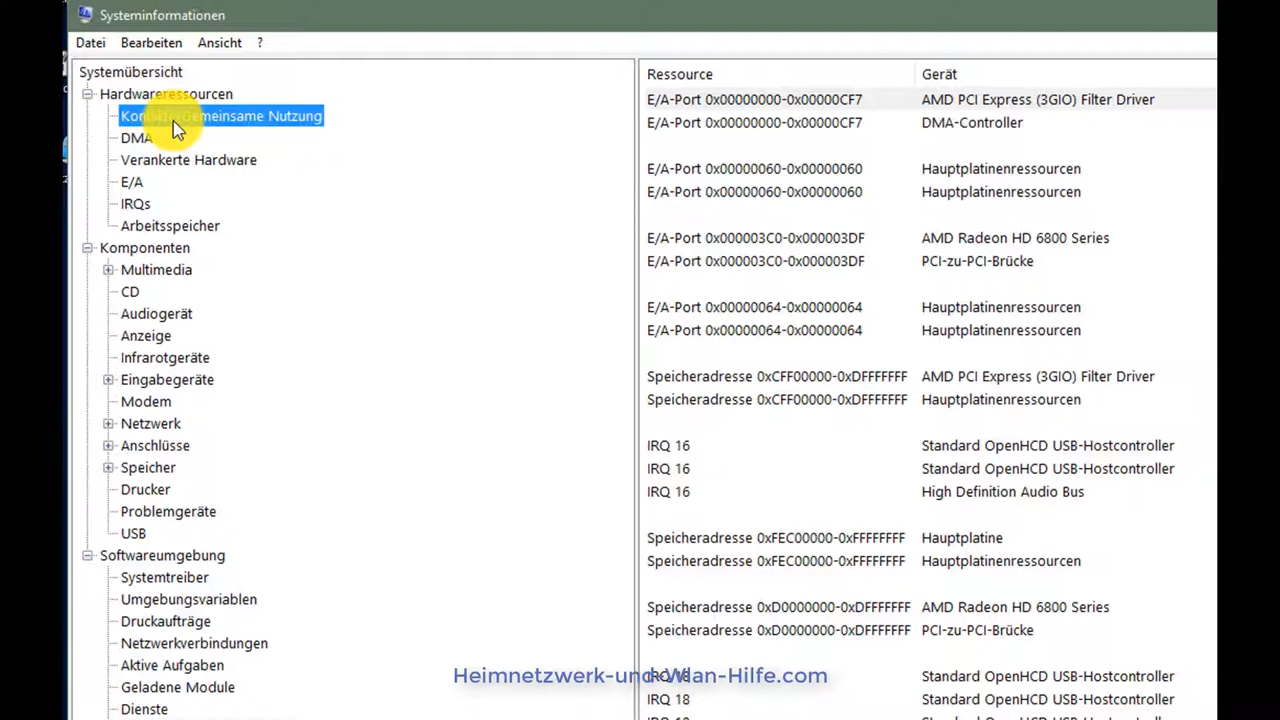 Systeminformationen
Datei Bearbeiten Ansicht ?
Systemübersicht
Hardwareressourcen
Gemeinsame Nutzung
DMA
Verankerte Hardware
E/A
IRQs
Arbeitsspeicher
Komponenten
Multimedia
CD
Audiogerät
Anzeige
Infrarotgeräte
Eingabegeräte
Modem
Netzwerk
Anschlüsse
Speicher
Drucker
Problemgeräte
USB
Softwareumgebung
Systemtreiber
Umgebungsvariablen
Druckaufträge
Netzwerkverbindungen
Aktive Aufgaben
Geladene Module
Dienste
Ressource Gerät
E/A-Port 0x00000000-0x00000CF7 AMD PCI Express (3GIO) Filter Driver
E/A-Port 0x00000000-0x00000CF7 DMA-Controller
E/A-Port 0x00000060-0x00000060 Hauptplatinenressourcen
E/A-Port 0x00000060-0x00000060 Hauptplatinenressourcen
E/A-Port 0x000003C0-0x000003DF AMD Radeon HD 6800 Series
E/A-Port 0x000003C0-0x000003DF PCI-zu-PCI-Brücke
E/A-Port 0x00000064-0x00000064 Hauptplatinenressourcen
E/A-Port 0x00000064-0x00000064 Hauptplatinenressourcen
Speicheradresse 0xCFF00000-0xDFFFFFFF AMD PCI Express (3GIO) Filter Driver
Speicheradresse 0xCFF00000-0xDFFFFFFF Hauptplatinenressourcen
IRQ 16 Standard OpenHCD USB-Hostcontroller
IRQ 16 Standard OpenHCD USB-Hostcontroller
IRQ 16 High Definition Audio Bus
Speicheradresse 0xFEC00000-0xFFFFFFFF Hauptplatine
Speicheradresse 0xFEC00000-0xFFFFFFFF Hauptplatinenressourcen
Speicheradresse 0xD0000000-0xDFFFFFFF AMD Radeon HD 6800 Series
Speicheradresse 0xD0000000-0xDFFFFFFF PCI-zu-PCI-Brücke
IRQ 18 Standard OpenHCD USB-Hostcontroller
IRQ 18 Standard OpenHCD USB-Hostcontroller
Heimnetzwerk-und-Wlan-Hilfe.com